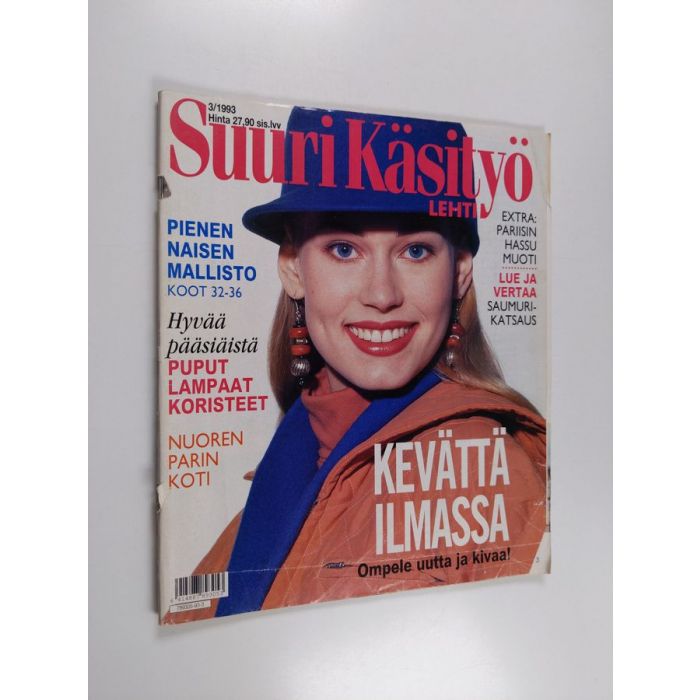 3/1993
Hinta 27,90 sis.lvv
Suuri Käsityö
LEHTI
PIENEN
NAISEN
MALLISTO
KOOT 32-36
Hyvää
pääsiäistä
PUPUT
LAMPAAT
KORISTEET
NUOREN
PARIN
KOTI
EXTRA:
PARIISIN
HASSU
MUOTI
LUE JA
VERTAA
SAUMURI-
KATSAUS
KEVÄTTÄ
ILMASSA
Ompele uutta ja kivaa!